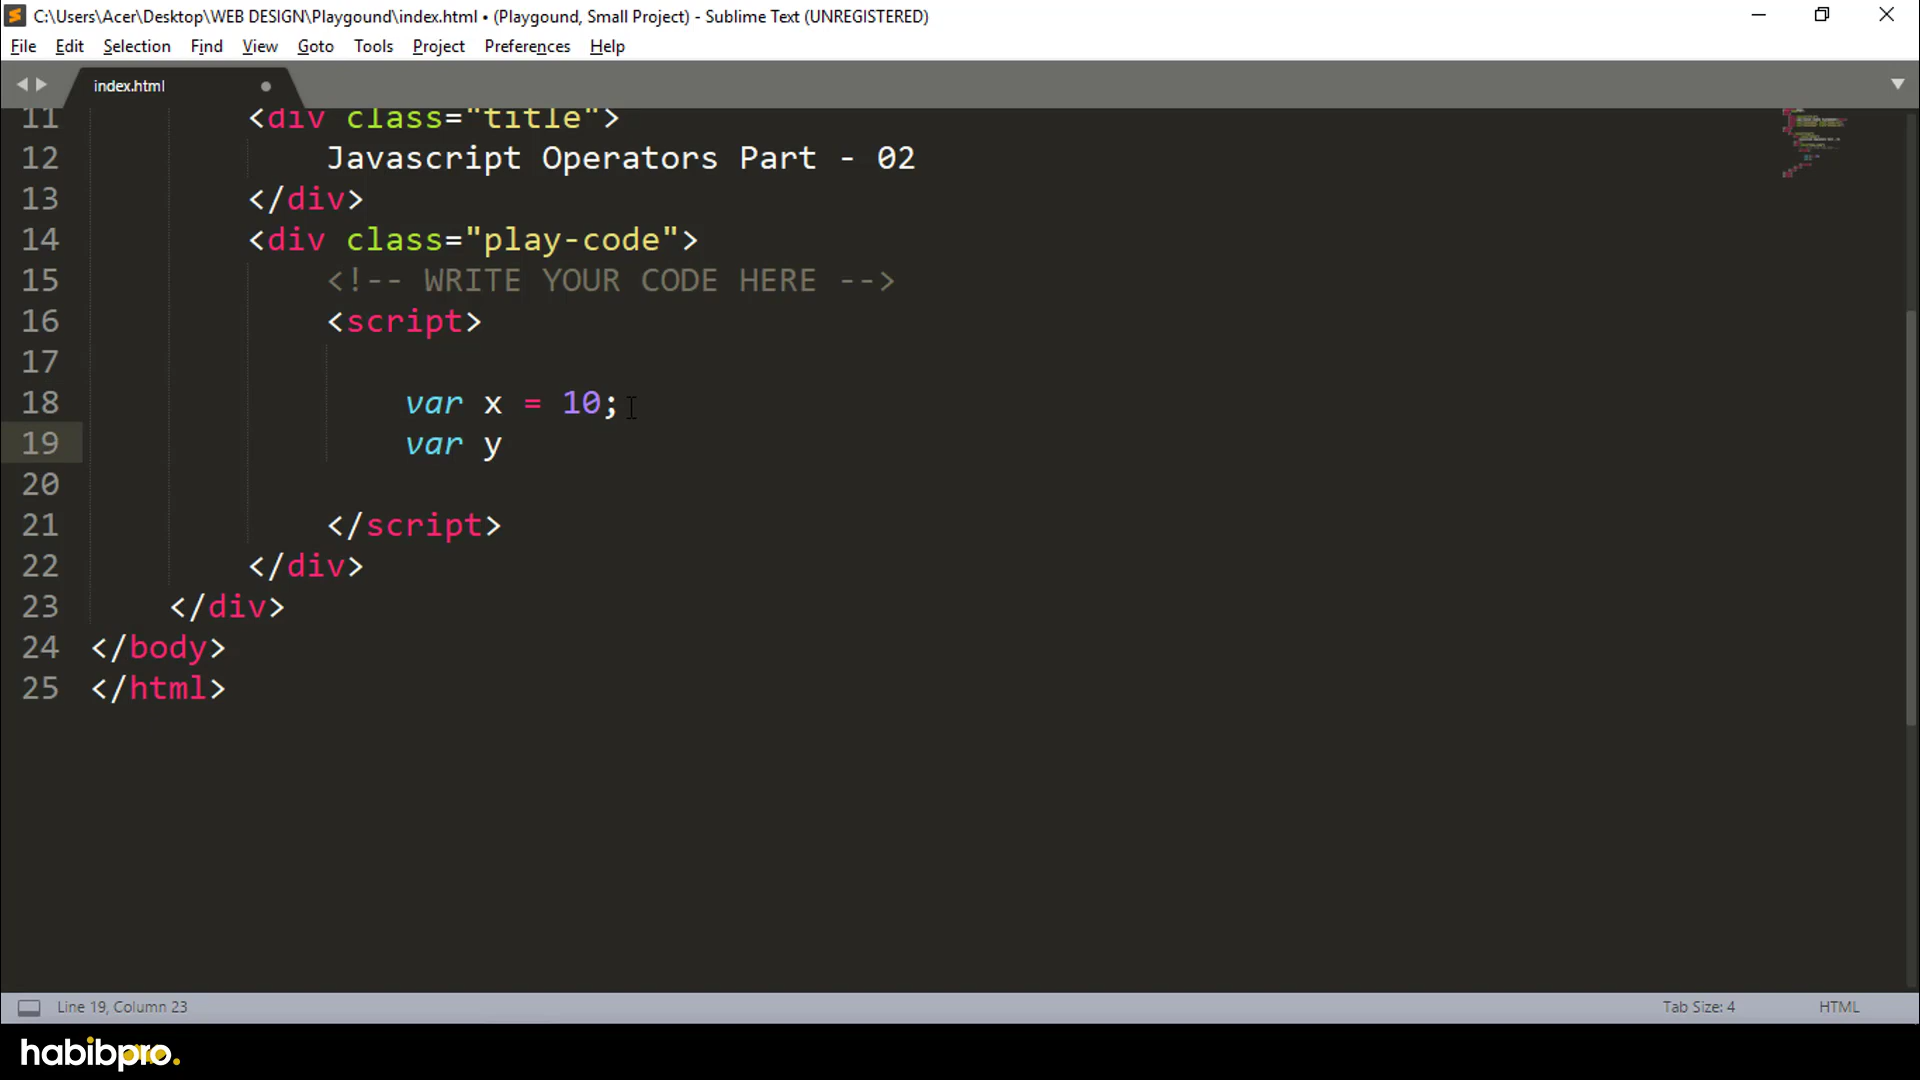 C:\Users\Acer\Desktop\WEB DESIGN\Playgound\index.html • (Playgound, Small Project) - Sublime Text (UNREGISTERED)
File Edit Selection Find View Goto Tools Project Preferences Help
index.html
11 <div class="title">
12 Javascript Operators Part - 02
13 </div>
14 <div class="play-code">
15 <!-- WRITE YOUR CODE HERE -->
16 <script>
17
18 var x = 10;
19 var y
20
21 </script>
22 </div>
23 </div>
24 </body>
25 </html>
Line 19, Column 23 Tab Size: 4 HTML
habibpro.